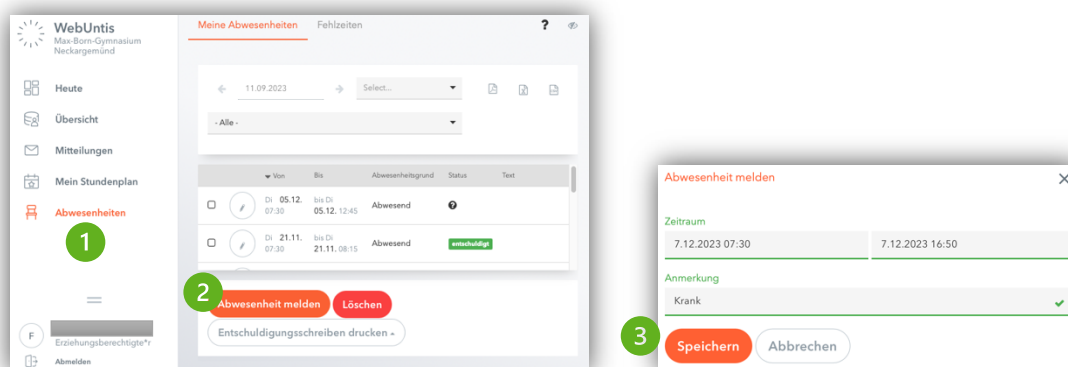 WebUntis
Max-Born-Gymnasium
Neckargemünd
Heute
Übersicht
Mitteilungen
Mein Stundenplan
Abwesenheiten
1
F
Erziehungsberechtigte*r
Abmelden
Meine Abwesenheiten Fehlzeiten ?
11.09.2023 Select...
- Alle -
Von Bis Abwesenheitsgrund Status Text
Di 05.12. bis Di
07:30 05.12. 12:45 Abwesend ?
Di 21.11. bis Di
07:30 21.11. 08:15 Abwesend entschuldigt
2
Abwesenheit melden Löschen
Entschuldigungsschreiben drucken
Abwesenheit melden
Zeitraum
7.12.2023 07:30 7.12.2023 16:50
Anmerkung
Krank
3
Speichern Abbrechen